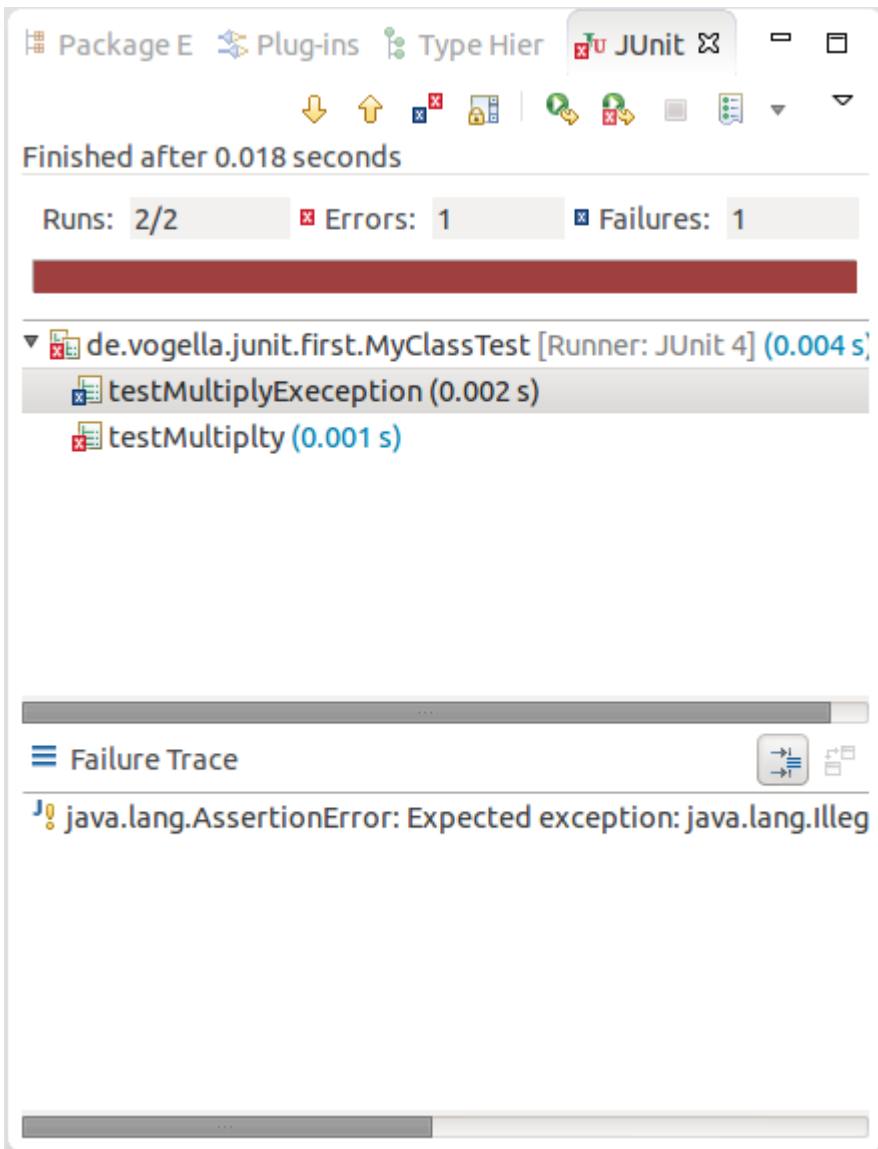 Package E Plug-ins Type Hier JUnit
Finished after 0.018 seconds
Runs: 2/2 Errors: 1 Failures: 1
de.vogella.junit.first.MyClassTest [Runner: JUnit 4] (0.004 s)
testMultiplyExeception (0.002 s)
testMultiplty (0.001 s)
Failure Trace
java.lang.AssertionError: Expected exception: java.lang.Illeg